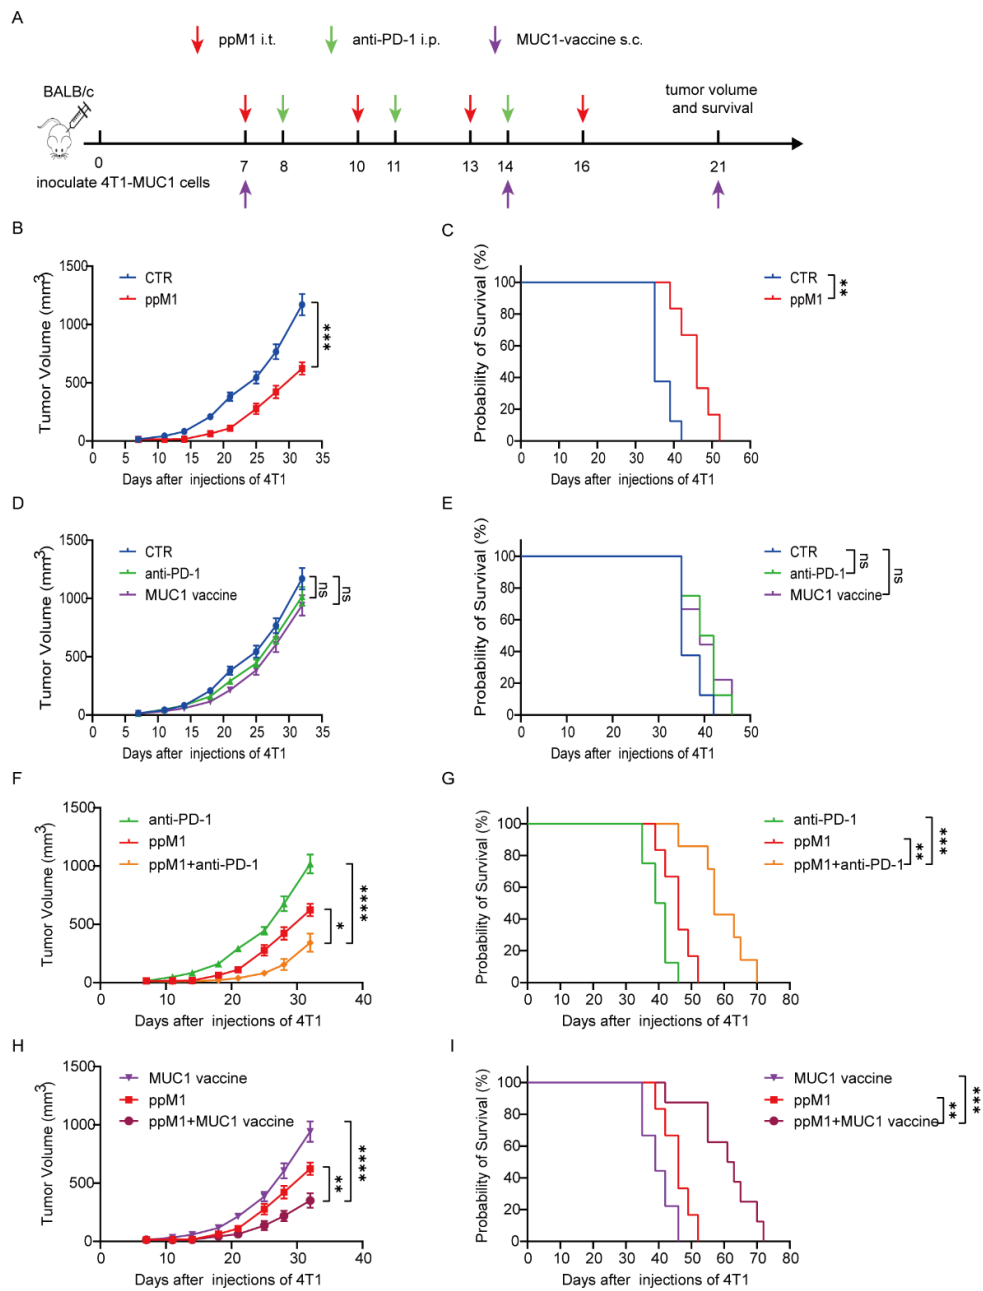 A
ppM1 i.t.
anti-PD-1 i.p.
MUC1-vaccine s.c.
BALB/c
tumor volume
and survival
0
7
8
10
11
13
14
16
21
inoculate 4T1-MUC1 cells
B
Tumor Volume (mm³)
1500
1000
500
0
0 5 10 15 20 25 30 35
Days after injections of 4T1
CTR
ppM1
***
C
Probability of Survival (%)
100
80
60
40
20
0
0 10 20 30 40 50 60
Days after injections of 4T1
CTR
ppM1
**
D
Tumor Volume (mm³)
1500
1000
500
0
0 5 10 15 20 25 30 35
Days after injections of 4T1
CTR
anti-PD-1
MUC1 vaccine
ns
ns
E
Probability of Survival (%)
100
80
60
40
20
0
0 10 20 30 40 50
Days after injections of 4T1
CTR
anti-PD-1
MUC1 vaccine
ns
ns
F
Tumor Volume (mm³)
1500
1000
500
0
0 10 20 30 40
Days after injections of 4T1
anti-PD-1
ppM1
ppM1+anti-PD-1
*
****
G
Probability of Survival (%)
100
80
60
40
20
0
0 10 20 30 40 50 60 70 80
Days after injections of 4T1
anti-PD-1
ppM1
ppM1+anti-PD-1
**
***
H
Tumor Volume (mm³)
1500
1000
500
0
0 10 20 30 40
Days after injections of 4T1
MUC1 vaccine
ppM1
ppM1+MUC1 vaccine
**
****
I
Probability of Survival (%)
100
80
60
40
20
0
0 10 20 30 40 50 60 70 80
Days after injections of 4T1
MUC1 vaccine
ppM1
ppM1+MUC1 vaccine
**
***